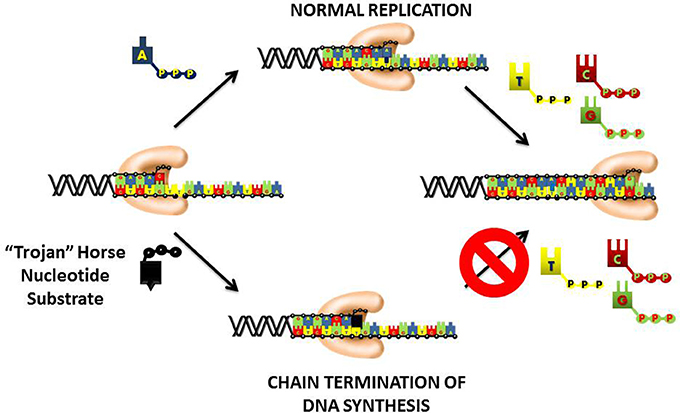 NORMAL REPLICATION
A
P P P
T
P P P
C
P P P
G
P P P
"Trojan" Horse
Nucleotide
Substrate
T
P P P
C
P P P
G
P P P
CHAIN TERMINATION OF
DNA SYNTHESIS